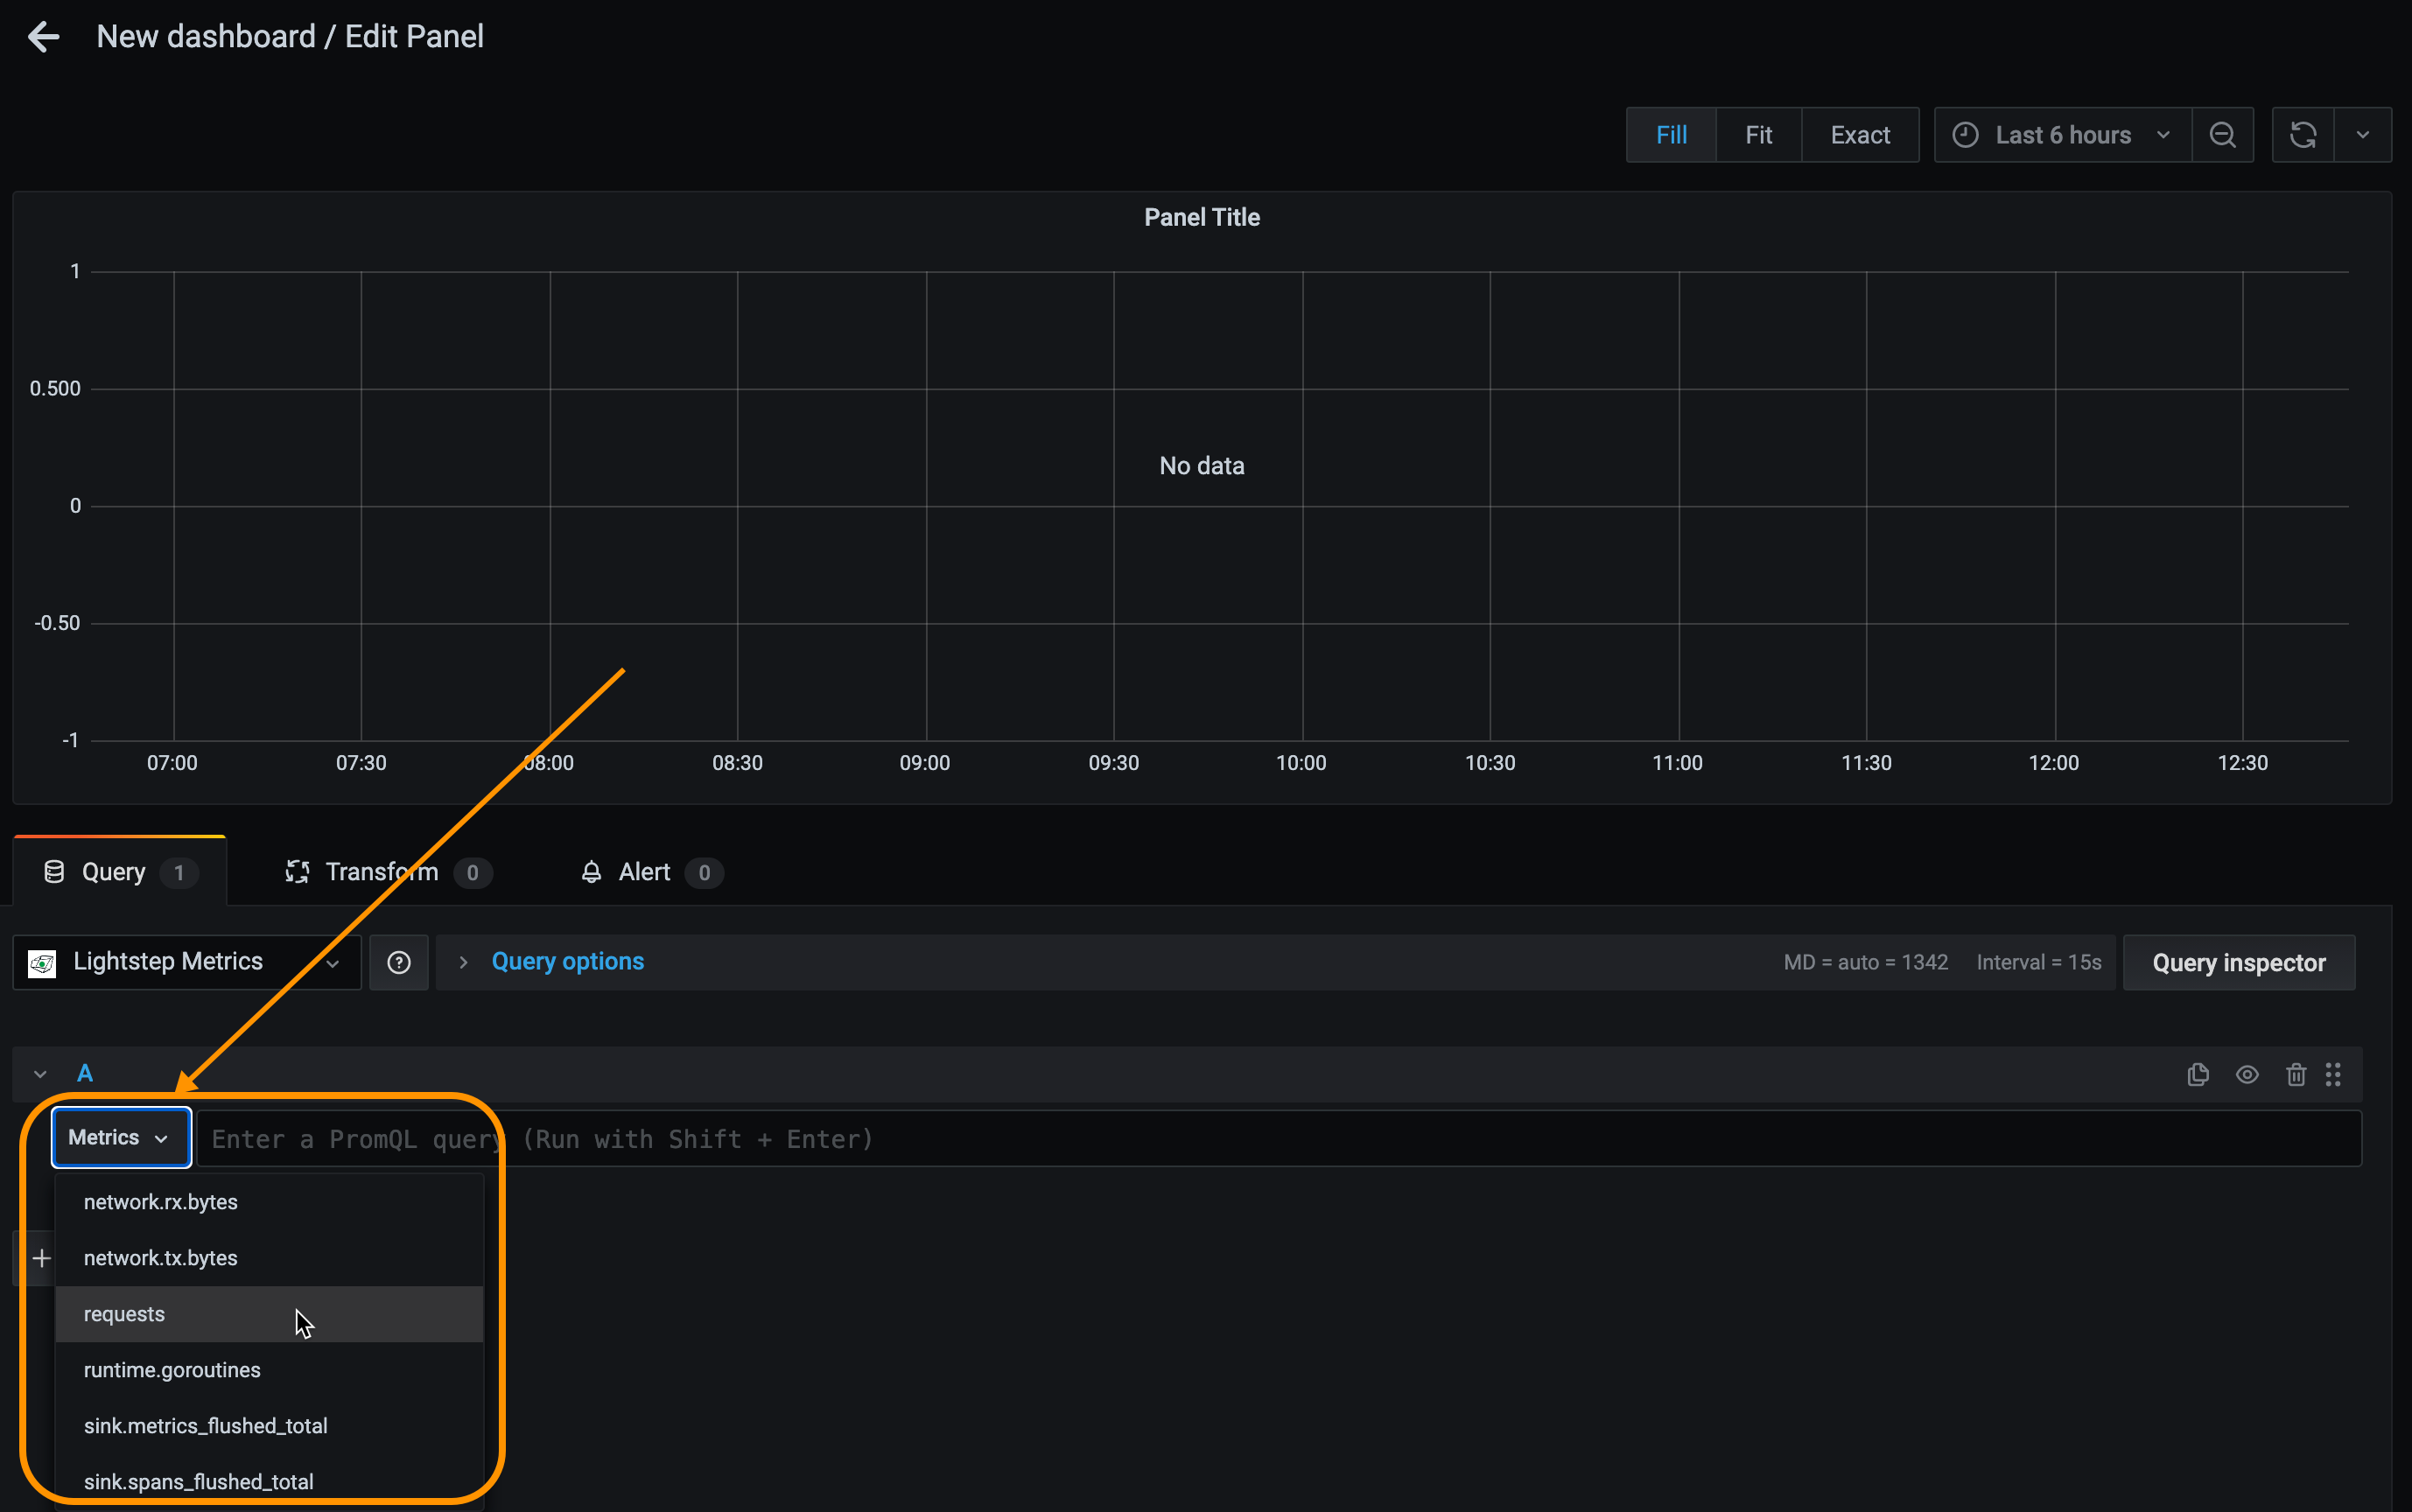 New dashboard / Edit Panel
Fill Fit Exact Last 6 hours
Panel Title
1
0.500
No data
0
-0.50
-1
07:00 07:30 08:00 08:30 09:00 09:30 10:00 10:30 11:00 11:30 12:00 12:30
Query 1 Transform 0 Alert 0
Lightstep Metrics Query options MD = auto = 1342 Interval = 15s Query inspector
A
Metrics Enter a PromQL query (Run with Shift + Enter)
network.rx.bytes
+ network.tx.bytes
requests
runtime.goroutines
sink.metrics_flushed_total
sink.spans_flushed_total